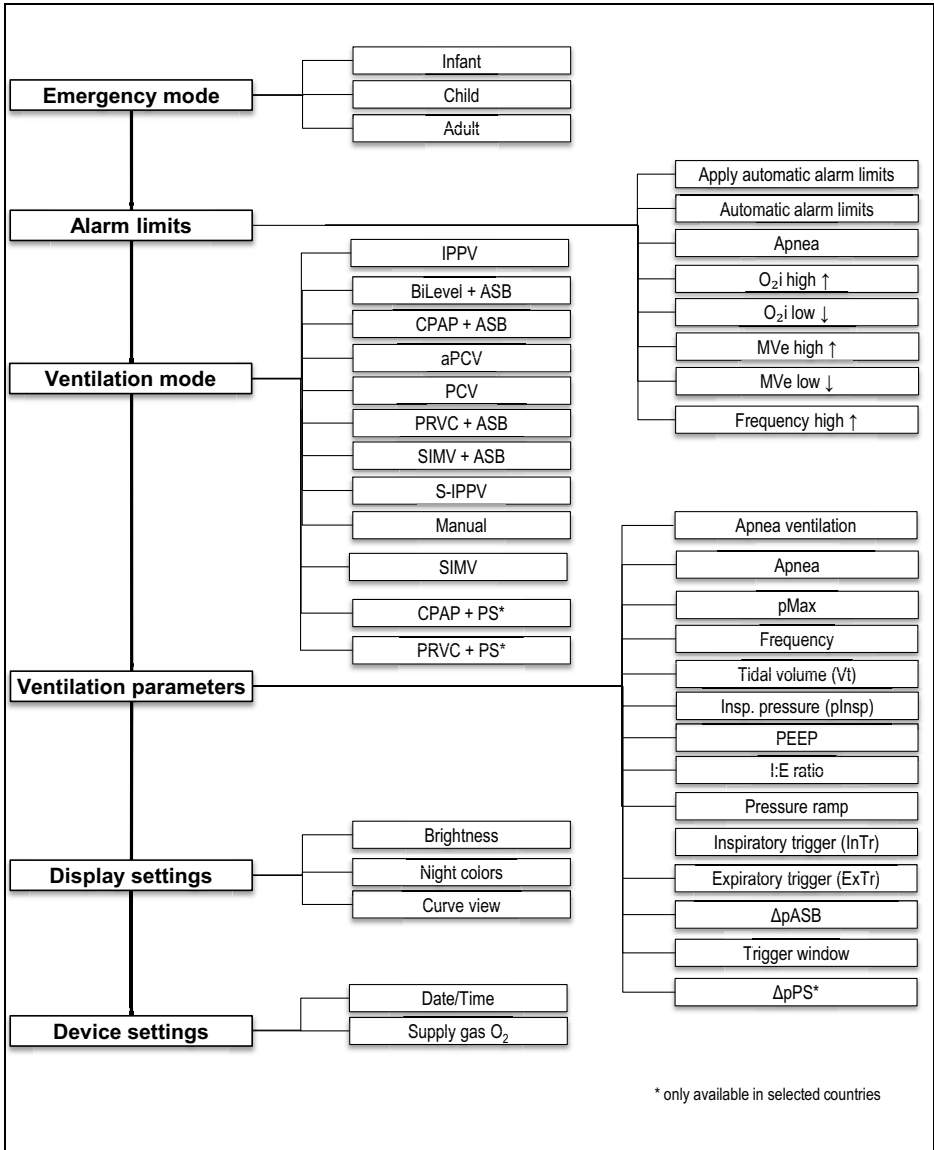 Emergency mode
Infant
Child
Adult
Alarm limits
Apply automatic alarm limits
Automatic alarm limits
Apnea
O₂i high ↑
O₂i low ↓
MVe high ↑
MVe low ↓
Frequency high ↑
Ventilation mode
IPPV
BiLevel + ASB
CPAP + ASB
aPCV
PCV
PRVC + ASB
SIMV + ASB
S-IPPV
Manual
SIMV
CPAP + PS*
PRVC + PS*
Ventilation parameters
Apnea ventilation
Apnea
pMax
Frequency
Tidal volume (Vt)
Insp. pressure (pInsp)
PEEP
I:E ratio
Pressure ramp
Inspiratory trigger (InTr)
Expiratory trigger (ExTr)
ΔpASB
Trigger window
ΔpPS*
Display settings
Brightness
Night colors
Curve view
Device settings
Date/Time
Supply gas O₂
* only available in selected countries